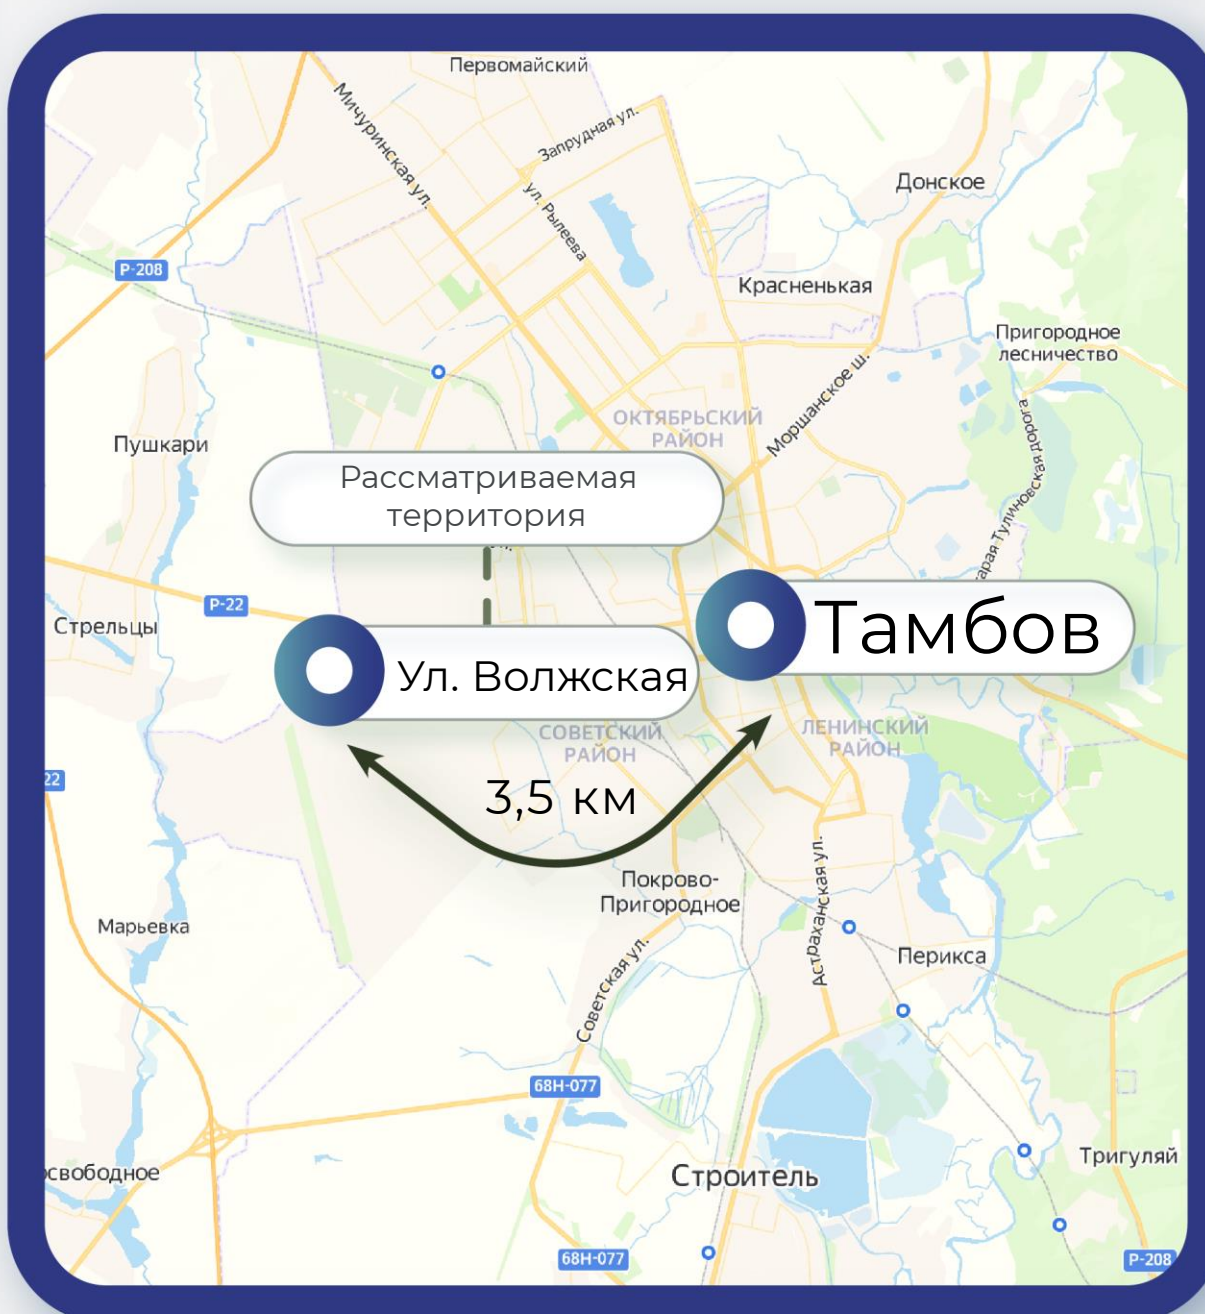 Первомайский
Мичуринская ул.
Запрудная ул.
ул. Рылеева
Донское
Р-208
Красненькая
Пригородное
лесничество
Моршанское ш.
ОКТЯБРЬСКИЙ
РАЙОН
Пушкари
Рассматриваемая
территория
Р-22
Стрельцы
Тамбов
Ул. Волжская
СОВЕТСКИЙ
РАЙОН
ЛЕНИНСКИЙ
РАЙОН
22
3,5 км
Покрово-
Пригородное
Астраханская ул.
Марьевка
Советская ул.
Перикса
68Н-077
Строитель
Тригуляй
68Н-077
Р-208